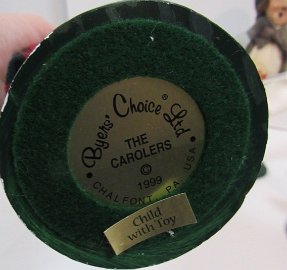 Byers' Choice® Ltd
THE
CAROLERS
©
1999
CHALFONT, PA USA
Child
with Toy